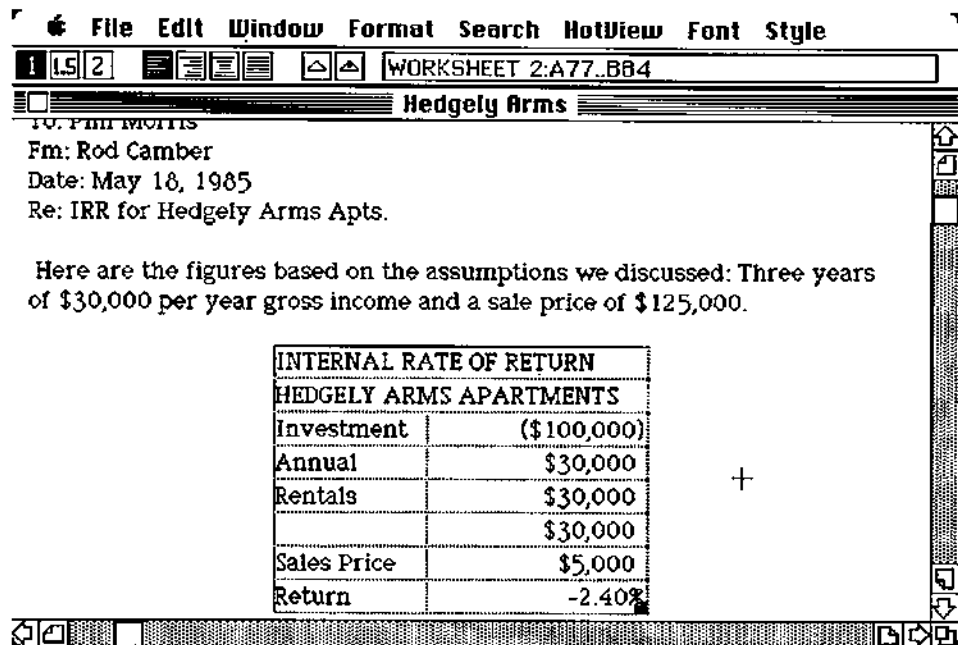 File Edit Window Format Search HotView Font Style
1 1.5 2 WORKSHEET 2:A77..B84
Hedgely Arms
To: Phil Morris
Fm: Rod Camber
Date: May 18, 1985
Re: IRR for Hedgely Arms Apts.
Here are the figures based on the assumptions we discussed: Three years
of $30,000 per year gross income and a sale price of $125,000.
INTERNAL RATE OF RETURN
HEDGELY ARMS APARTMENTS
Investment ($100,000)
Annual $30,000
Rentals $30,000
$30,000
Sales Price $5,000
Return -2.40%